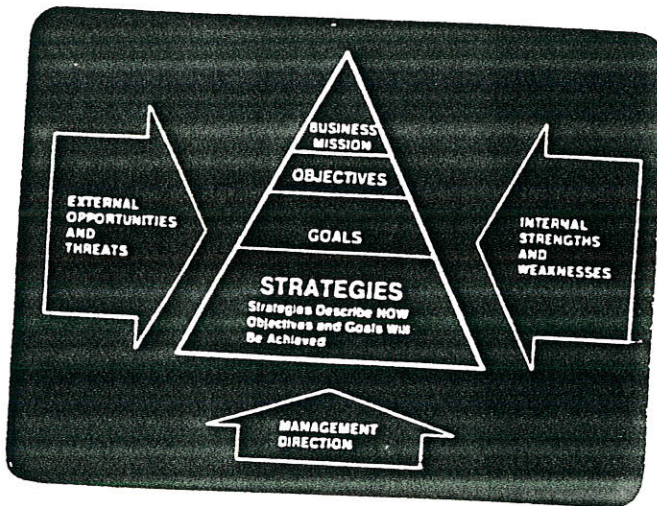 BUSINESS
MISSION
OBJECTIVES
GOALS
STRATEGIES
Strategies Describe HOW
Objectives and Goals Will
Be Achieved
EXTERNAL
OPPORTUNITIES
AND
THREATS
INTERNAL
STRENGTHS
AND
WEAKNESSES
MANAGEMENT
DIRECTION